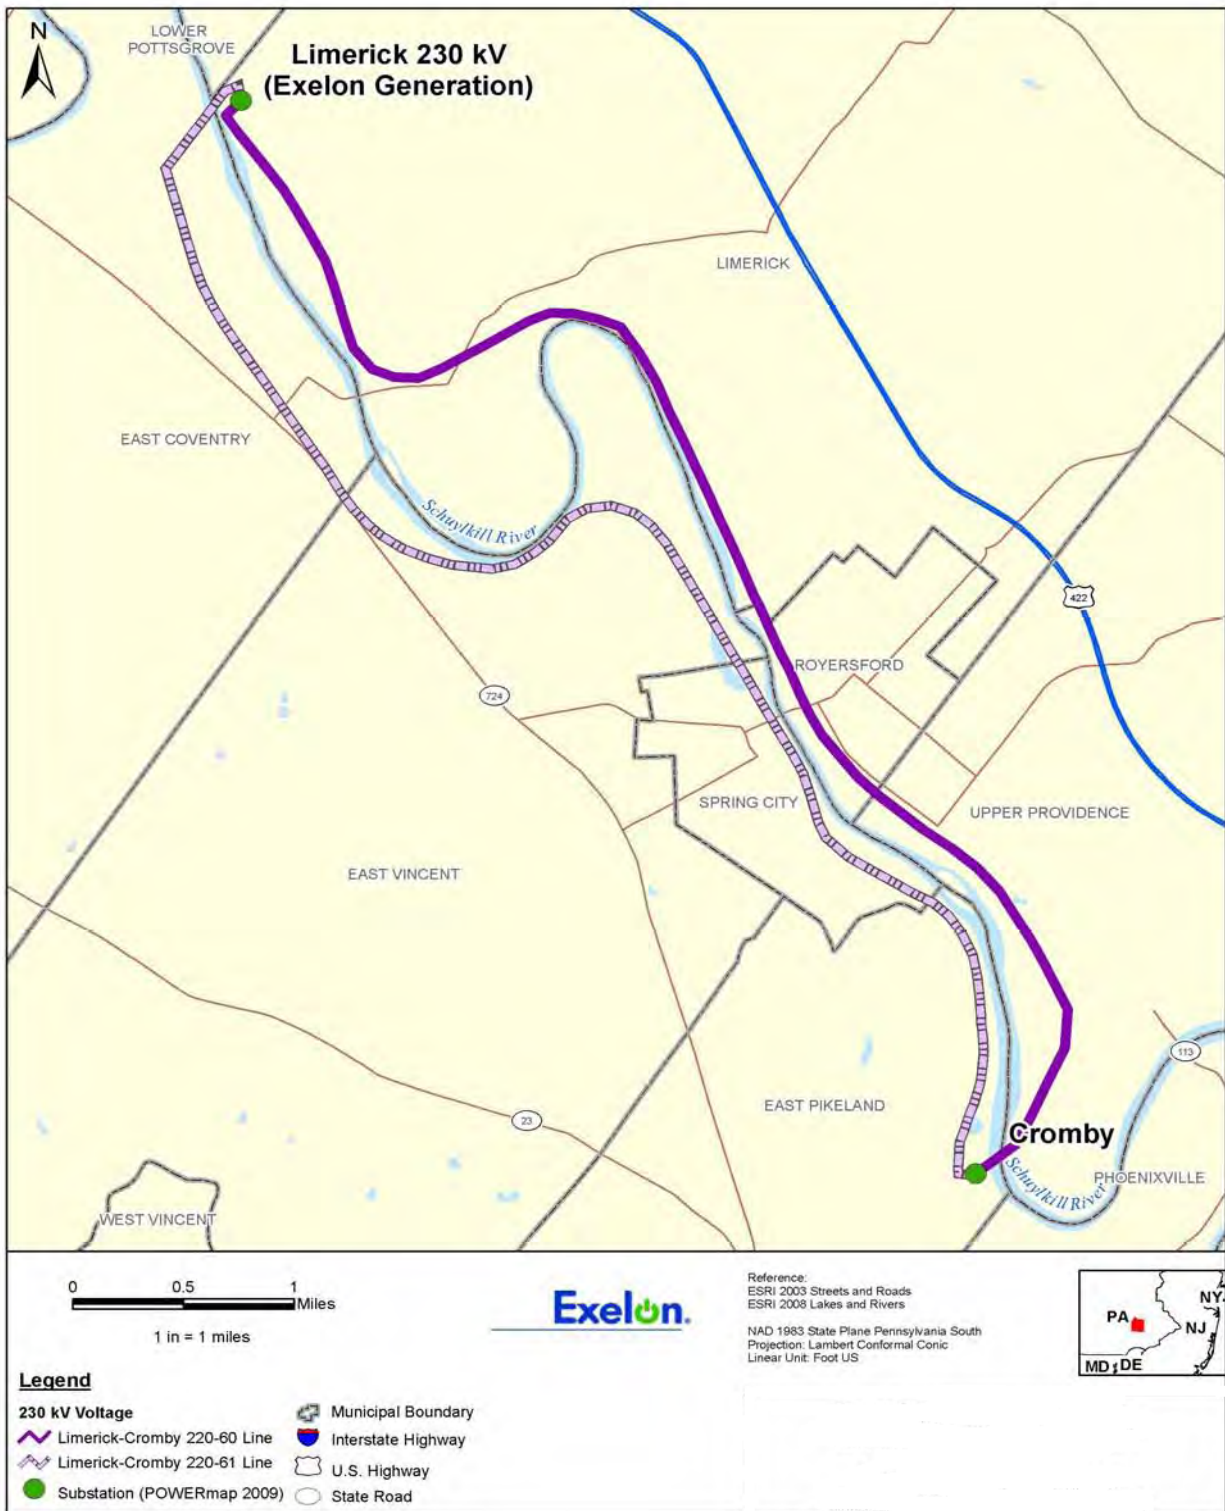 N
LOWER
POTTSGROVE
Limerick 230 kV
(Exelon Generation)
LIMERICK
EAST COVENTRY
Schuylkill River
422
ROYERSFORD
724
SPRING CITY
UPPER PROVIDENCE
EAST VINCENT
113
EAST PIKELAND
23
Cromby
Schuylkill River
PHOENIXVILLE
WEST VINCENT
0 0.5 1
Miles
1 in = 1 miles
Exelon.
Reference:
ESRI 2003 Streets and Roads
ESRI 2008 Lakes and Rivers
NAD 1983 State Plane Pennsylvania South
Projection: Lambert Conformal Conic
Linear Unit: Foot US
NY
PA
NJ
MD DE
Legend
230 kV Voltage
Limerick-Cromby 220-60 Line
Limerick-Cromby 220-61 Line
Substation (POWERmap 2009)
Municipal Boundary
Interstate Highway
U.S. Highway
State Road